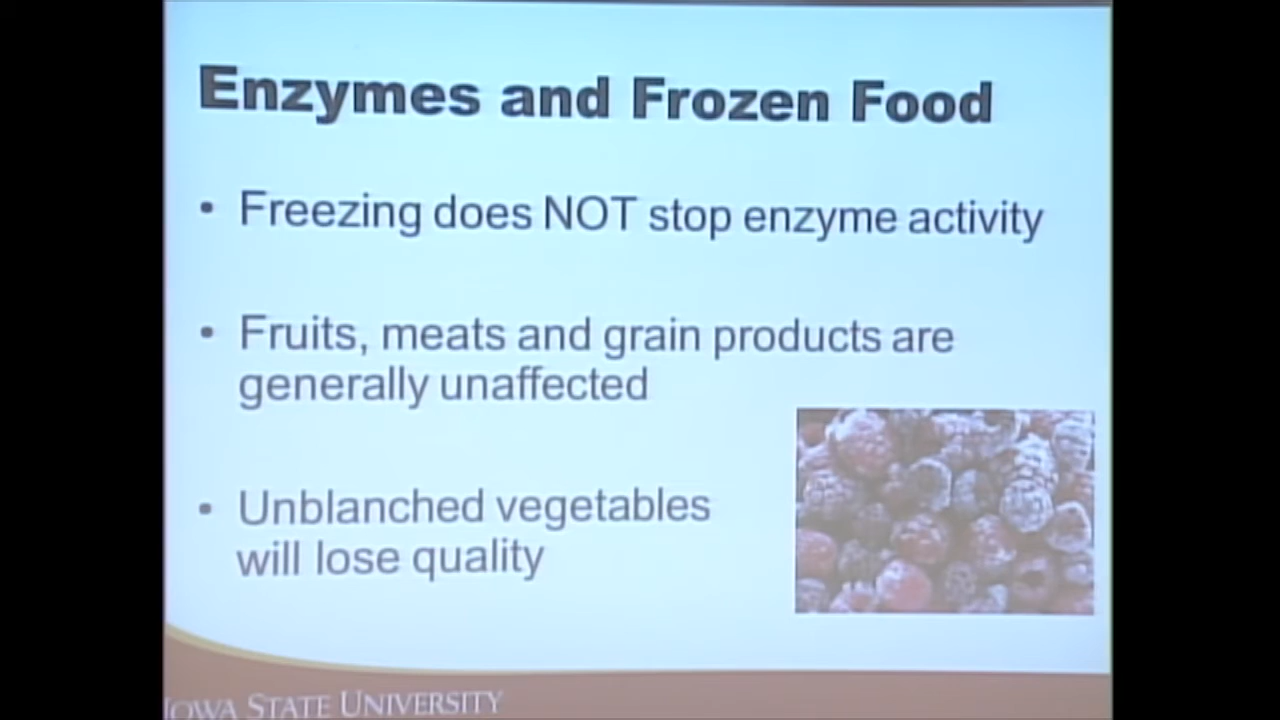 Enzymes and Frozen Food
• Freezing does NOT stop enzyme activity
• Fruits, meats and grain products are
generally unaffected
• Unblanched vegetables
will lose quality
IOWA STATE UNIVERSITY